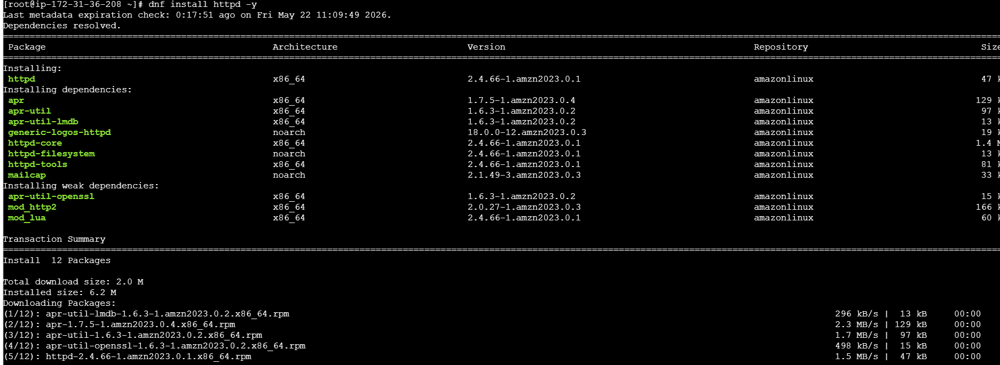 [root@ip-172-31-36-208 ~]# dnf install httpd -y
Last metadata expiration check: 0:17:51 ago on Fri May 22 11:09:49 2026.
Dependencies resolved.
Package Architecture Version Repository Size
Installing:
httpd x86_64 2.4.66-1.amzn2023.0.1 amazonlinux 47 k
Installing dependencies:
apr x86_64 1.7.5-1.amzn2023.0.4 amazonlinux 129 k
apr-util x86_64 1.6.3-1.amzn2023.0.2 amazonlinux 97 k
apr-util-lmdb x86_64 1.6.3-1.amzn2023.0.2 amazonlinux 13 k
generic-logos-httpd noarch 18.0.0-12.amzn2023.0.3 amazonlinux 19 k
httpd-core x86_64 2.4.66-1.amzn2023.0.1 amazonlinux 1.4 M
httpd-filesystem noarch 2.4.66-1.amzn2023.0.1 amazonlinux 13 k
httpd-tools x86_64 2.4.66-1.amzn2023.0.1 amazonlinux 81 k
mailcap noarch 2.1.49-3.amzn2023.0.3 amazonlinux 33 k
Installing weak dependencies:
apr-util-openssl x86_64 1.6.3-1.amzn2023.0.2 amazonlinux 15 k
mod_http2 x86_64 2.0.27-1.amzn2023.0.3 amazonlinux 166 k
mod_lua x86_64 2.4.66-1.amzn2023.0.1 amazonlinux 60 k
Transaction Summary
Install 12 Packages
Total download size: 2.0 M
Installed size: 6.2 M
Downloading Packages:
(1/12): apr-util-lmdb-1.6.3-1.amzn2023.0.2.x86_64.rpm 296 kB/s | 13 kB 00:00
(2/12): apr-1.7.5-1.amzn2023.0.4.x86_64.rpm 2.3 MB/s | 129 kB 00:00
(3/12): apr-util-1.6.3-1.amzn2023.0.2.x86_64.rpm 1.7 MB/s | 97 kB 00:00
(4/12): apr-util-openssl-1.6.3-1.amzn2023.0.2.x86_64.rpm 498 kB/s | 15 kB 00:00
(5/12): httpd-2.4.66-1.amzn2023.0.1.x86_64.rpm 1.5 MB/s | 47 kB 00:00